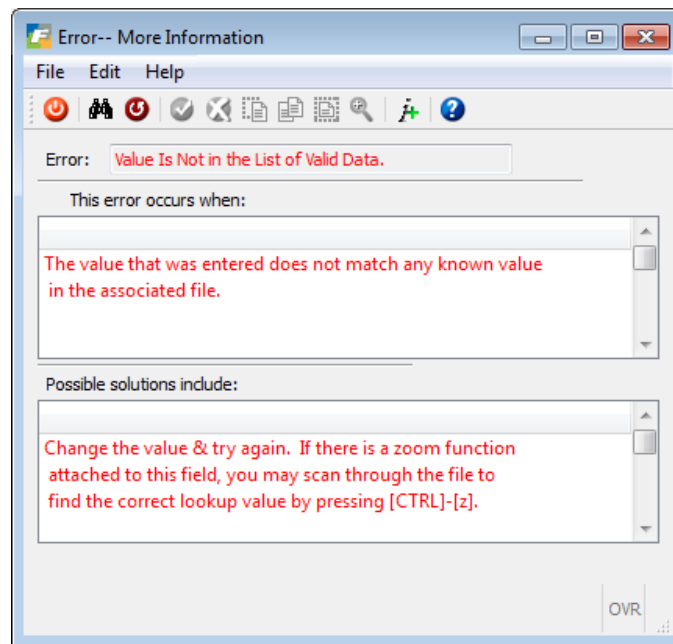 Error-- More Information
File Edit Help
Error: Value Is Not in the List of Valid Data.
This error occurs when:
The value that was entered does not match any known value
in the associated file.
Possible solutions include:
Change the value & try again. If there is a zoom function
attached to this field, you may scan through the file to
find the correct lookup value by pressing [CTRL]-[z].
OVR